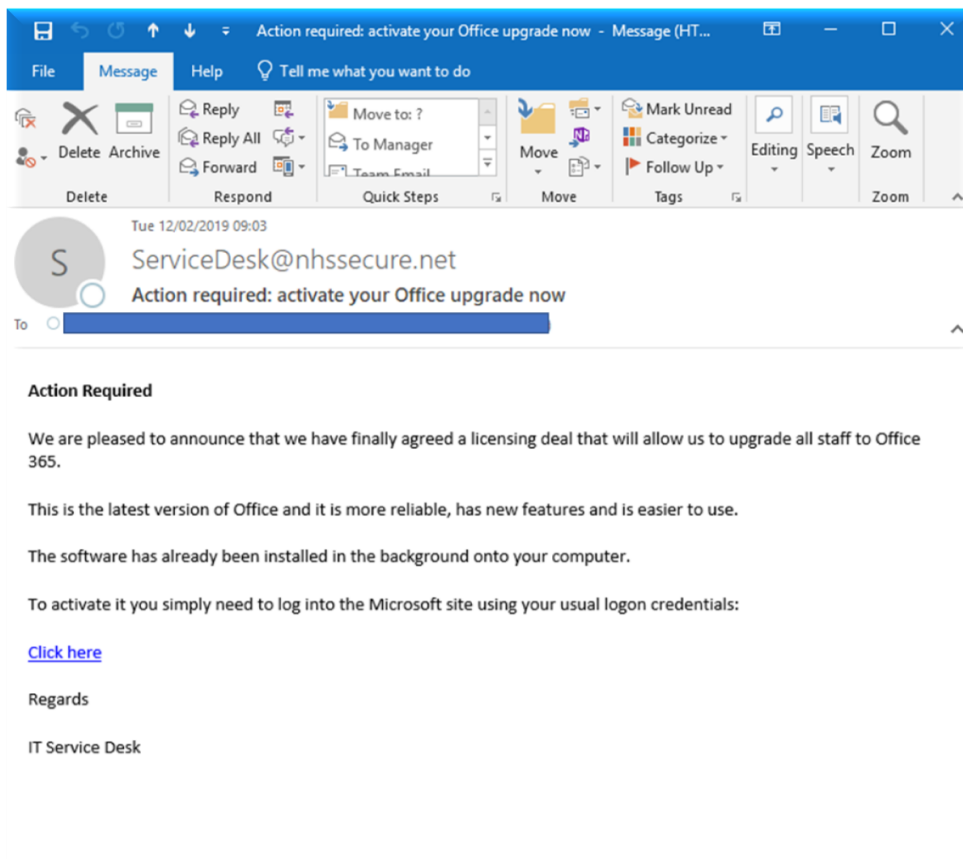 Action required: activate your Office upgrade now - Message (HT...
File Message Help Tell me what you want to do
Delete Archive
Reply
Reply All
Forward
Move to: ?
To Manager
Team Email
Move
Mark Unread
Categorize
Follow Up
Editing Speech Zoom
Delete Respond Quick Steps Move Tags Zoom
Tue 12/02/2019 09:03
S
ServiceDesk@nhssecure.net
Action required: activate your Office upgrade now
To
Action Required
We are pleased to announce that we have finally agreed a licensing deal that will allow us to upgrade all staff to Office
365.
This is the latest version of Office and it is more reliable, has new features and is easier to use.
The software has already been installed in the background onto your computer.
To activate it you simply need to log into the Microsoft site using your usual logon credentials:
Click here
Regards
IT Service Desk